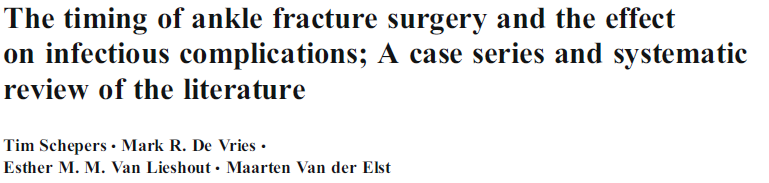 The timing of ankle fracture surgery and the effect
on infectious complications; A case series and systematic
review of the literature
Tim Schepers · Mark R. De Vries ·
Esther M. M. Van Lieshout · Maarten Van der Elst